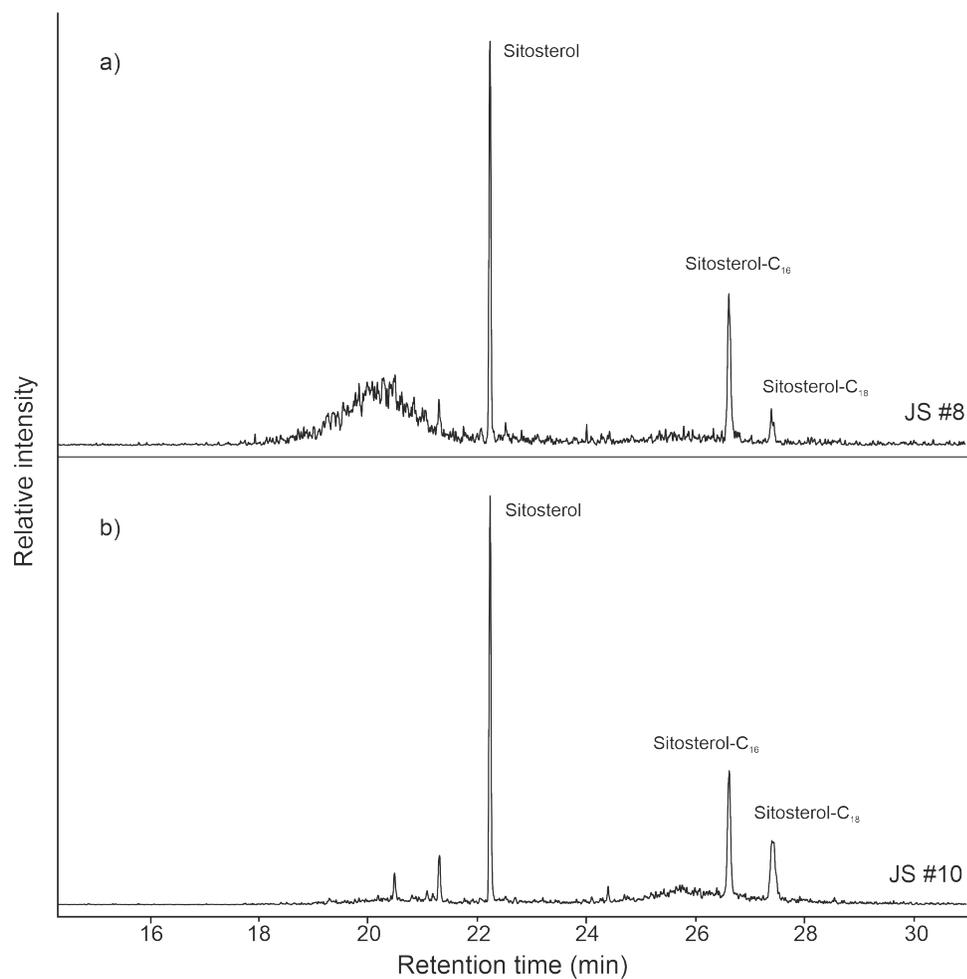 a)
Sitosterol
Sitosterol-C₁₆
Sitosterol-C₁₈
JS #8
Relative intensity
b)
Sitosterol
Sitosterol-C₁₆
Sitosterol-C₁₈
JS #10
16 18 20 22 24 26 28 30
Retention time (min)